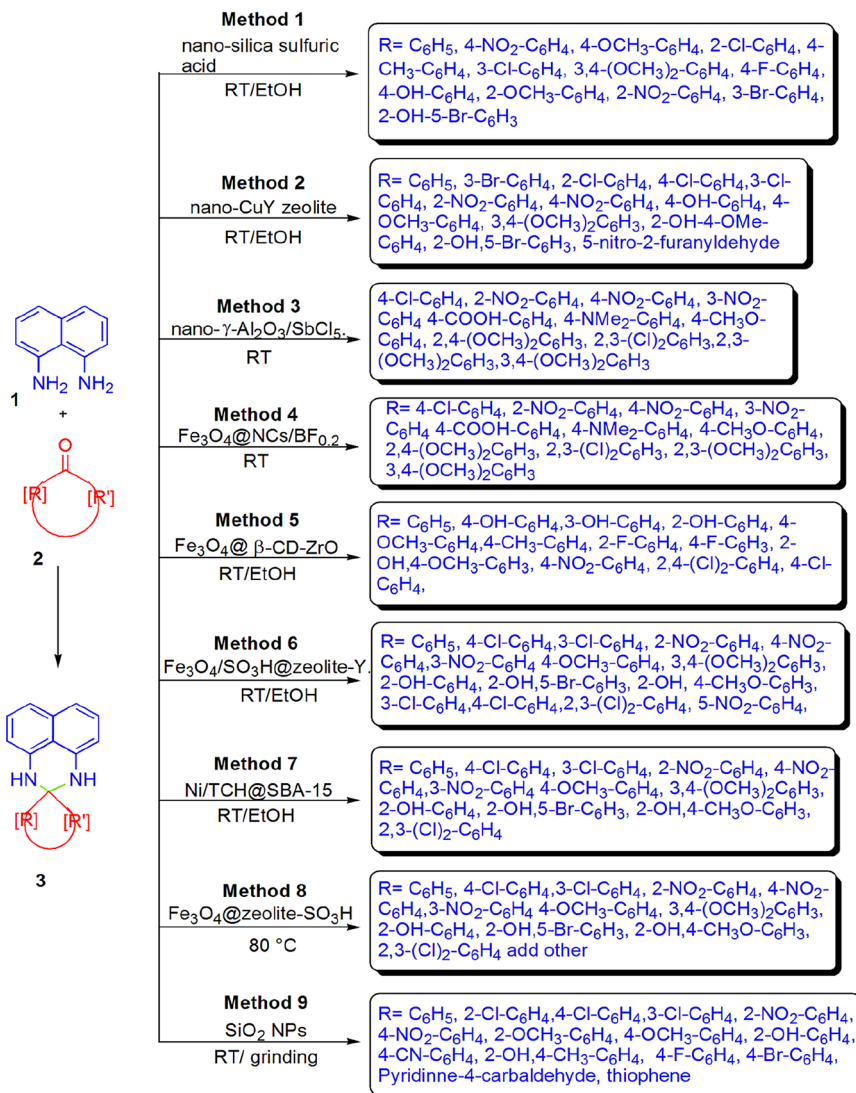 Method 1
nano-silica sulfuric
acid
RT/EtOH
R= C6H5, 4-NO2-C6H4, 4-OCH3-C6H4, 2-Cl-C6H4, 4-
CH3-C6H4, 3-Cl-C6H4, 3,4-(OCH3)2-C6H4, 4-F-C6H4,
4-OH-C6H4, 2-OCH3-C6H4, 2-NO2-C6H4, 3-Br-C6H4,
2-OH-5-Br-C6H3
Method 2
nano-CuY zeolite
RT/EtOH
R= C6H5, 3-Br-C6H4, 2-Cl-C6H4, 4-Cl-C6H4,3-Cl-
C6H4, 2-NO2-C6H4, 4-NO2-C6H4, 4-OH-C6H4, 4-
OCH3-C6H4, 3,4-(OCH3)2C6H3, 2-OH-4-OMe-
C6H4, 2-OH,5-Br-C6H3, 5-nitro-2-furanyldehyde
NH2 NH2
1
+
O
[R] [R']
2
HN NH
[R] [R']
3
Method 3
nano-γ-Al2O3/SbCl5.
RT
4-Cl-C6H4, 2-NO2-C6H4, 4-NO2-C6H4, 3-NO2-
C6H4 4-COOH-C6H4, 4-NMe2-C6H4, 4-CH3O-
C6H4, 2,4-(OCH3)2C6H3, 2,3-(Cl)2C6H3,2,3-
(OCH3)2C6H3,3,4-(OCH3)2C6H3
Method 4
Fe3O4@NCs/BF0.2
RT
R= 4-Cl-C6H4, 2-NO2-C6H4, 4-NO2-C6H4, 3-NO2-
C6H4 4-COOH-C6H4, 4-NMe2-C6H4, 4-CH3O-C6H4,
2,4-(OCH3)2C6H3, 2,3-(Cl)2C6H3, 2,3-(OCH3)2C6H3,
3,4-(OCH3)2C6H3
Method 5
Fe3O4@ β-CD-ZrO
RT/EtOH
R= C6H5, 4-OH-C6H4,3-OH-C6H4, 2-OH-C6H4, 4-
OCH3-C6H4,4-CH3-C6H4, 2-F-C6H4, 4-F-C6H3, 2-
OH,4-OCH3-C6H3, 4-NO2-C6H4, 2,4-(Cl)2-C6H4, 4-Cl-
C6H4,
Method 6
Fe3O4/SO3H@zeolite-Y.
RT/EtOH
R= C6H5, 4-Cl-C6H4,3-Cl-C6H4, 2-NO2-C6H4, 4-NO2-
C6H4,3-NO2-C6H4 4-OCH3-C6H4, 3,4-(OCH3)2C6H3,
2-OH-C6H4, 2-OH,5-Br-C6H3, 2-OH, 4-CH3O-C6H3,
3-Cl-C6H4,4-Cl-C6H4,2,3-(Cl)2-C6H4, 5-NO2-C6H4,
Method 7
Ni/TCH@SBA-15
RT/EtOH
R= C6H5, 4-Cl-C6H4, 3-Cl-C6H4, 2-NO2-C6H4, 4-NO2-
C6H4,3-NO2-C6H4 4-OCH3-C6H4, 3,4-(OCH3)2C6H3,
2-OH-C6H4, 2-OH,5-Br-C6H3, 2-OH,4-CH3O-C6H3,
2,3-(Cl)2-C6H4
Method 8
Fe3O4@zeolite-SO3H
80 °C
R= C6H5, 4-Cl-C6H4,3-Cl-C6H4, 2-NO2-C6H4, 4-NO2-
C6H4,3-NO2-C6H4 4-OCH3-C6H4, 3,4-(OCH3)2C6H3,
2-OH-C6H4, 2-OH,5-Br-C6H3, 2-OH,4-CH3O-C6H3,
2,3-(Cl)2-C6H4 add other
Method 9
SiO2 NPs
RT/ grinding
R= C6H5, 2-Cl-C6H4,4-Cl-C6H4,3-Cl-C6H4, 2-NO2-C6H4,
4-NO2-C6H4, 2-OCH3-C6H4, 4-OCH3-C6H4, 2-OH-C6H4,
4-CN-C6H4, 2-OH,4-CH3-C6H4, 4-F-C6H4, 4-Br-C6H4,
Pyridinne-4-carbaldehyde, thiophene